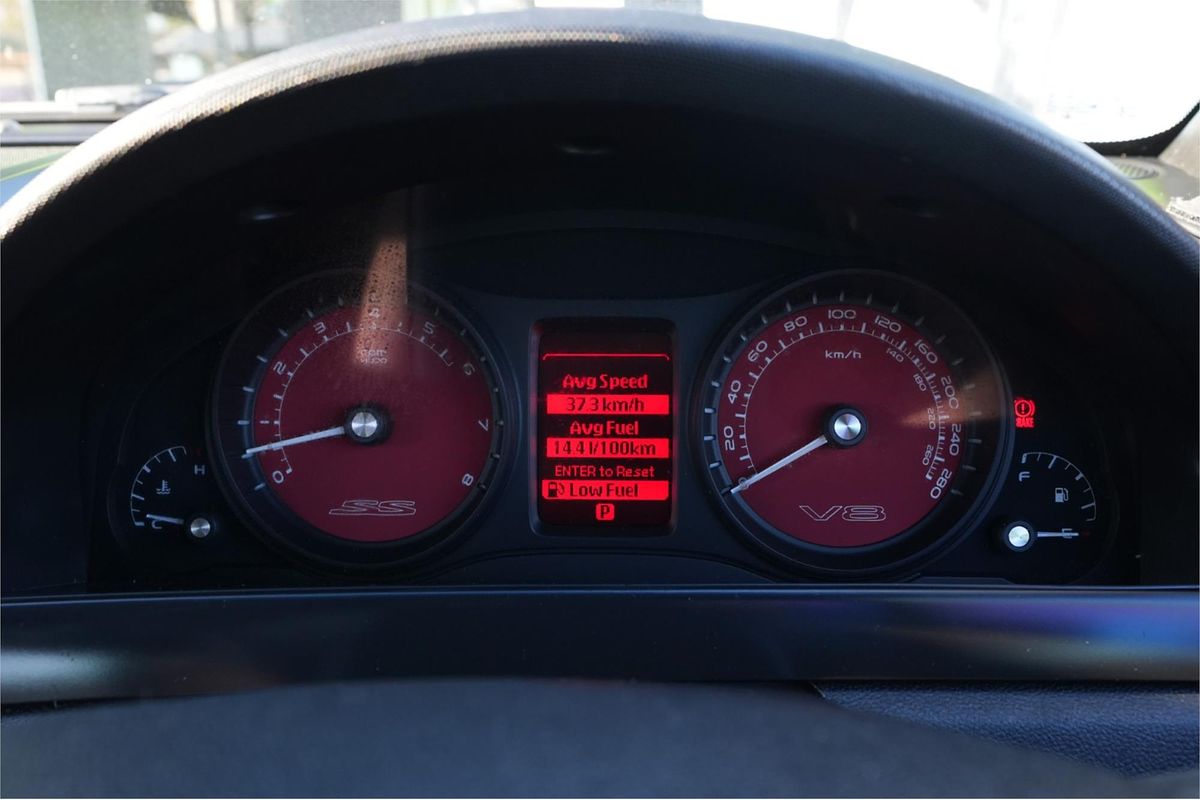 0
1
2
3
4
5
6
7
8
SS
H
C
Avg Speed
37.3 km/h
Avg Fuel
14.4l/100km
ENTER to Reset
Low Fuel
P
20
40
60
80
100
120
160
200
240
280
km/h
140
180
220
260
V8
BRAKE
F
E